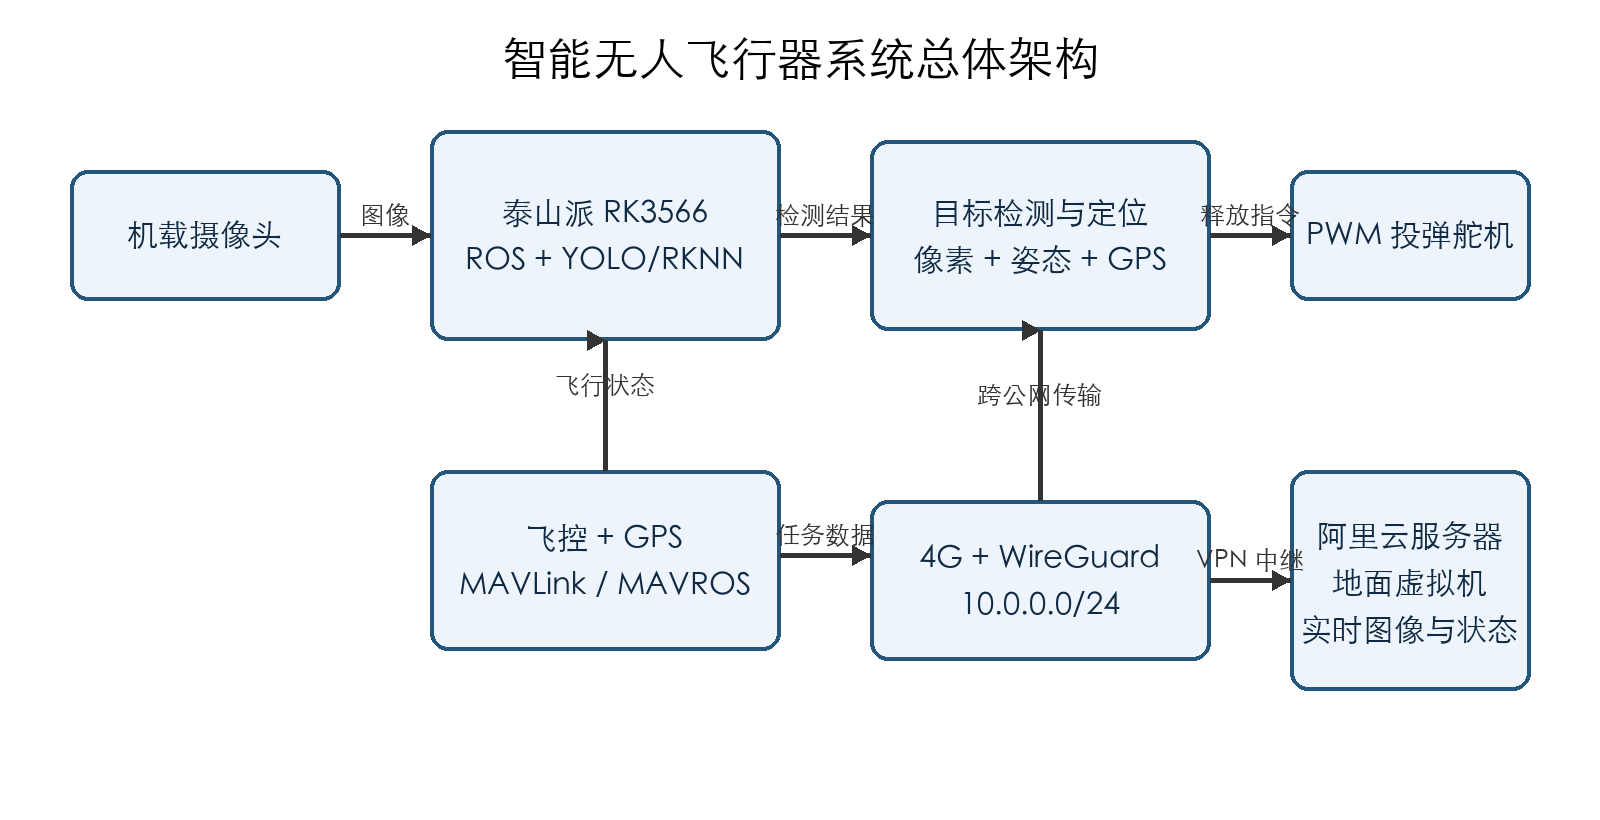 智能无人飞行器系统总体架构
机载摄像头
图像
泰山派 RK3566
ROS + YOLO/RKNN
检测结果
目标检测与定位
像素 + 姿态 + GPS
释放指令
PWM 投弹舵机
飞行状态
跨公网传输
飞控 + GPS
MAVLink / MAVROS
任务数据
4G + WireGuard
10.0.0.0/24
VPN 中继
阿里云服务器
地面虚拟机
实时图像与状态